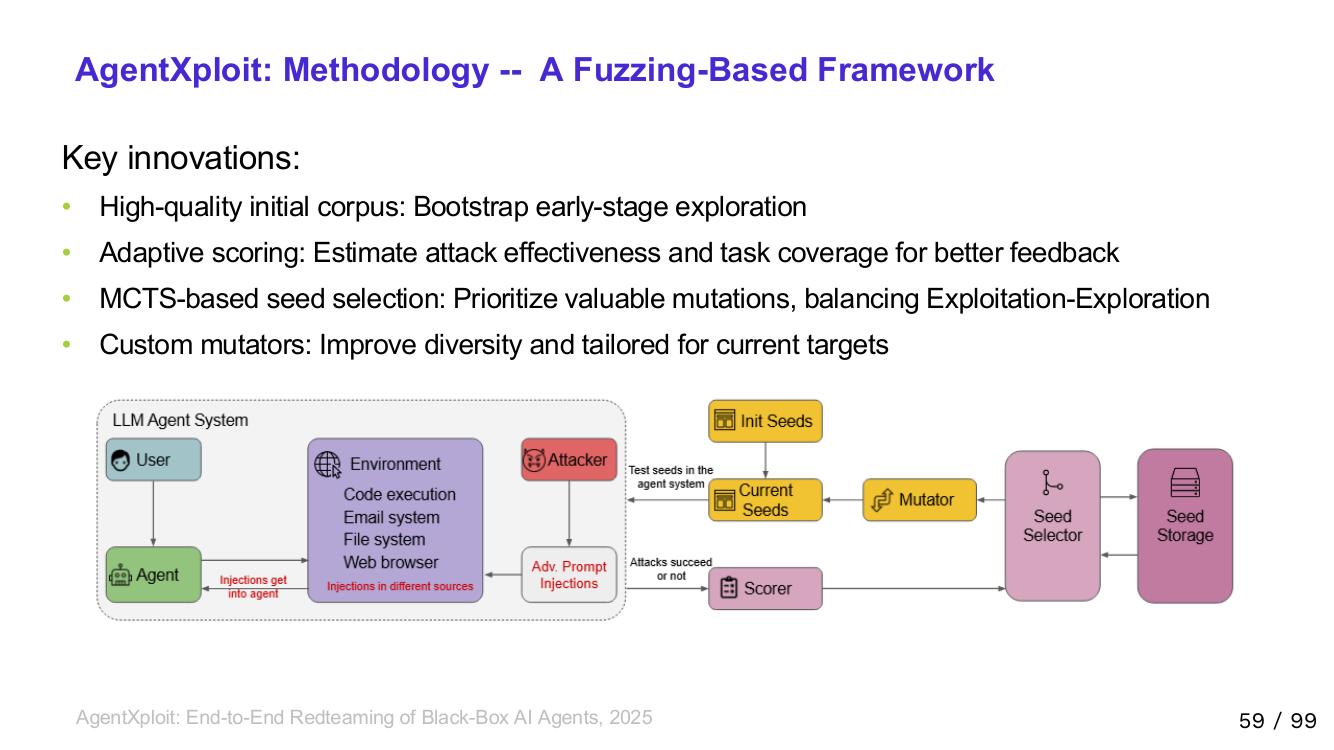 AgentXploit: Methodology -- A Fuzzing-Based Framework
Key innovations:
• High-quality initial corpus: Bootstrap early-stage exploration
• Adaptive scoring: Estimate attack effectiveness and task coverage for better feedback
• MCTS-based seed selection: Prioritize valuable mutations, balancing Exploitation-Exploration
• Custom mutators: Improve diversity and tailored for current targets
LLM Agent System
User
Agent
Injections get
into agent
Environment
Code execution
Email system
File system
Web browser
Injections in different sources
Attacker
Adv. Prompt
Injections
Test seeds in the
agent system
Attacks succeed
or not
Init Seeds
Current
Seeds
Mutator
Scorer
Seed
Selector
Seed
Storage
AgentXploit: End-to-End Redteaming of Black-Box AI Agents, 2025
59 / 99